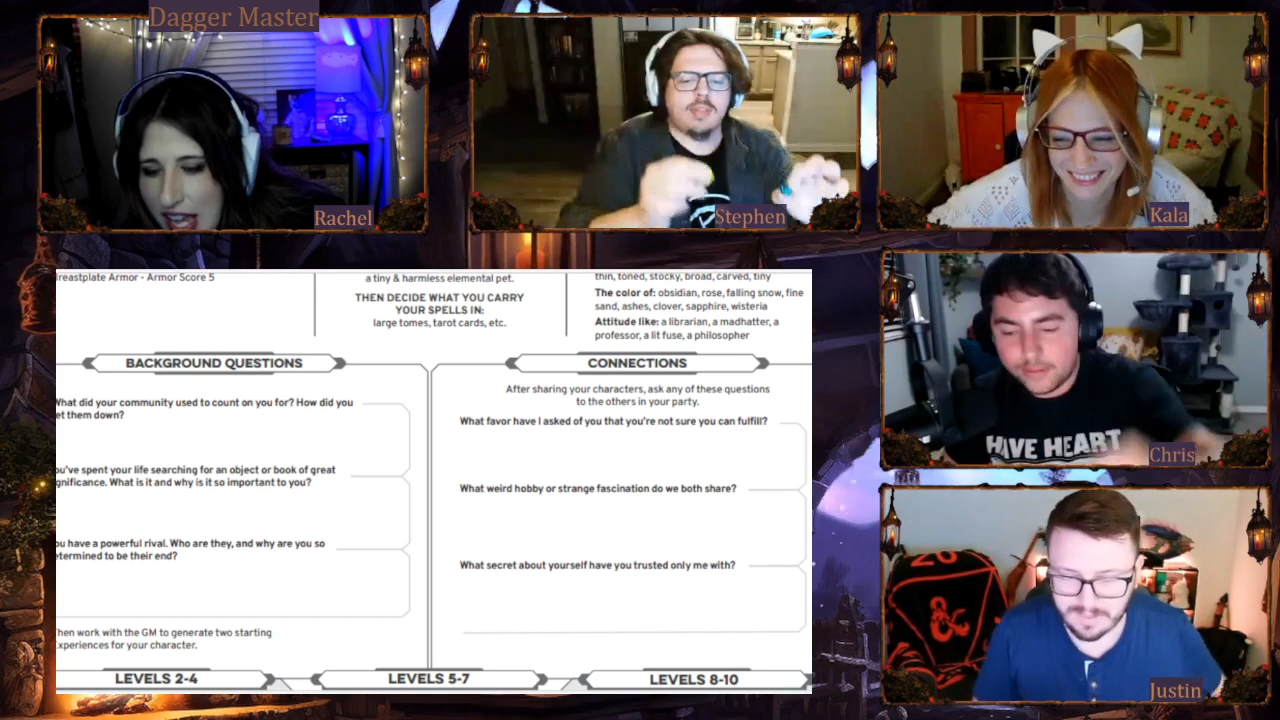 Dagger Master
Rachel
Stephen
Kala
reastplate Armor - Armor Score 5
a tiny & harmless elemental pet.
THEN DECIDE WHAT YOU CARRY
YOUR SPELLS IN:
large tomes, tarot cards, etc.
thin, toned, stocky, broad, carved, tiny
The color of: obsidian, rose, falling snow, fine
sand, ashes, clover, sapphire, wisteria
Attitude like: a librarian, a madhatter, a
professor, a lit fuse, a philosopher
BACKGROUND QUESTIONS
What did your community used to count on you for? How did you
et them down?
ou've spent your life searching for an object or book of great
gnificance. What is it and why is it so important to you?
ou have a powerful rival. Who are they, and why are you so
etermined to be their end?
hen work with the GM to generate two starting
xperiences for your character.
CONNECTIONS
After sharing your characters, ask any of these questions
to the others in your party.
What favor have I asked of you that you're not sure you can fulfill?
What weird hobby or strange fascination do we both share?
What secret about yourself have you trusted only me with?
LEVELS 2-4
LEVELS 5-7
LEVELS 8-10
HAVE HEART
Chris
20
&
Justin